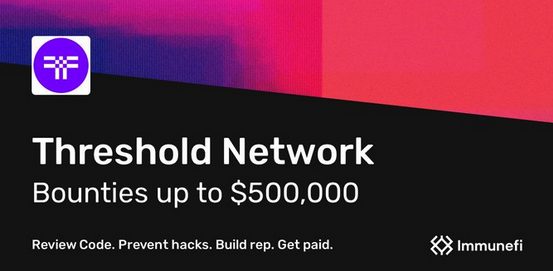 Threshold Network
Bounties up to $500,000
Review Code. Prevent hacks. Build rep. Get paid.
Immunefi